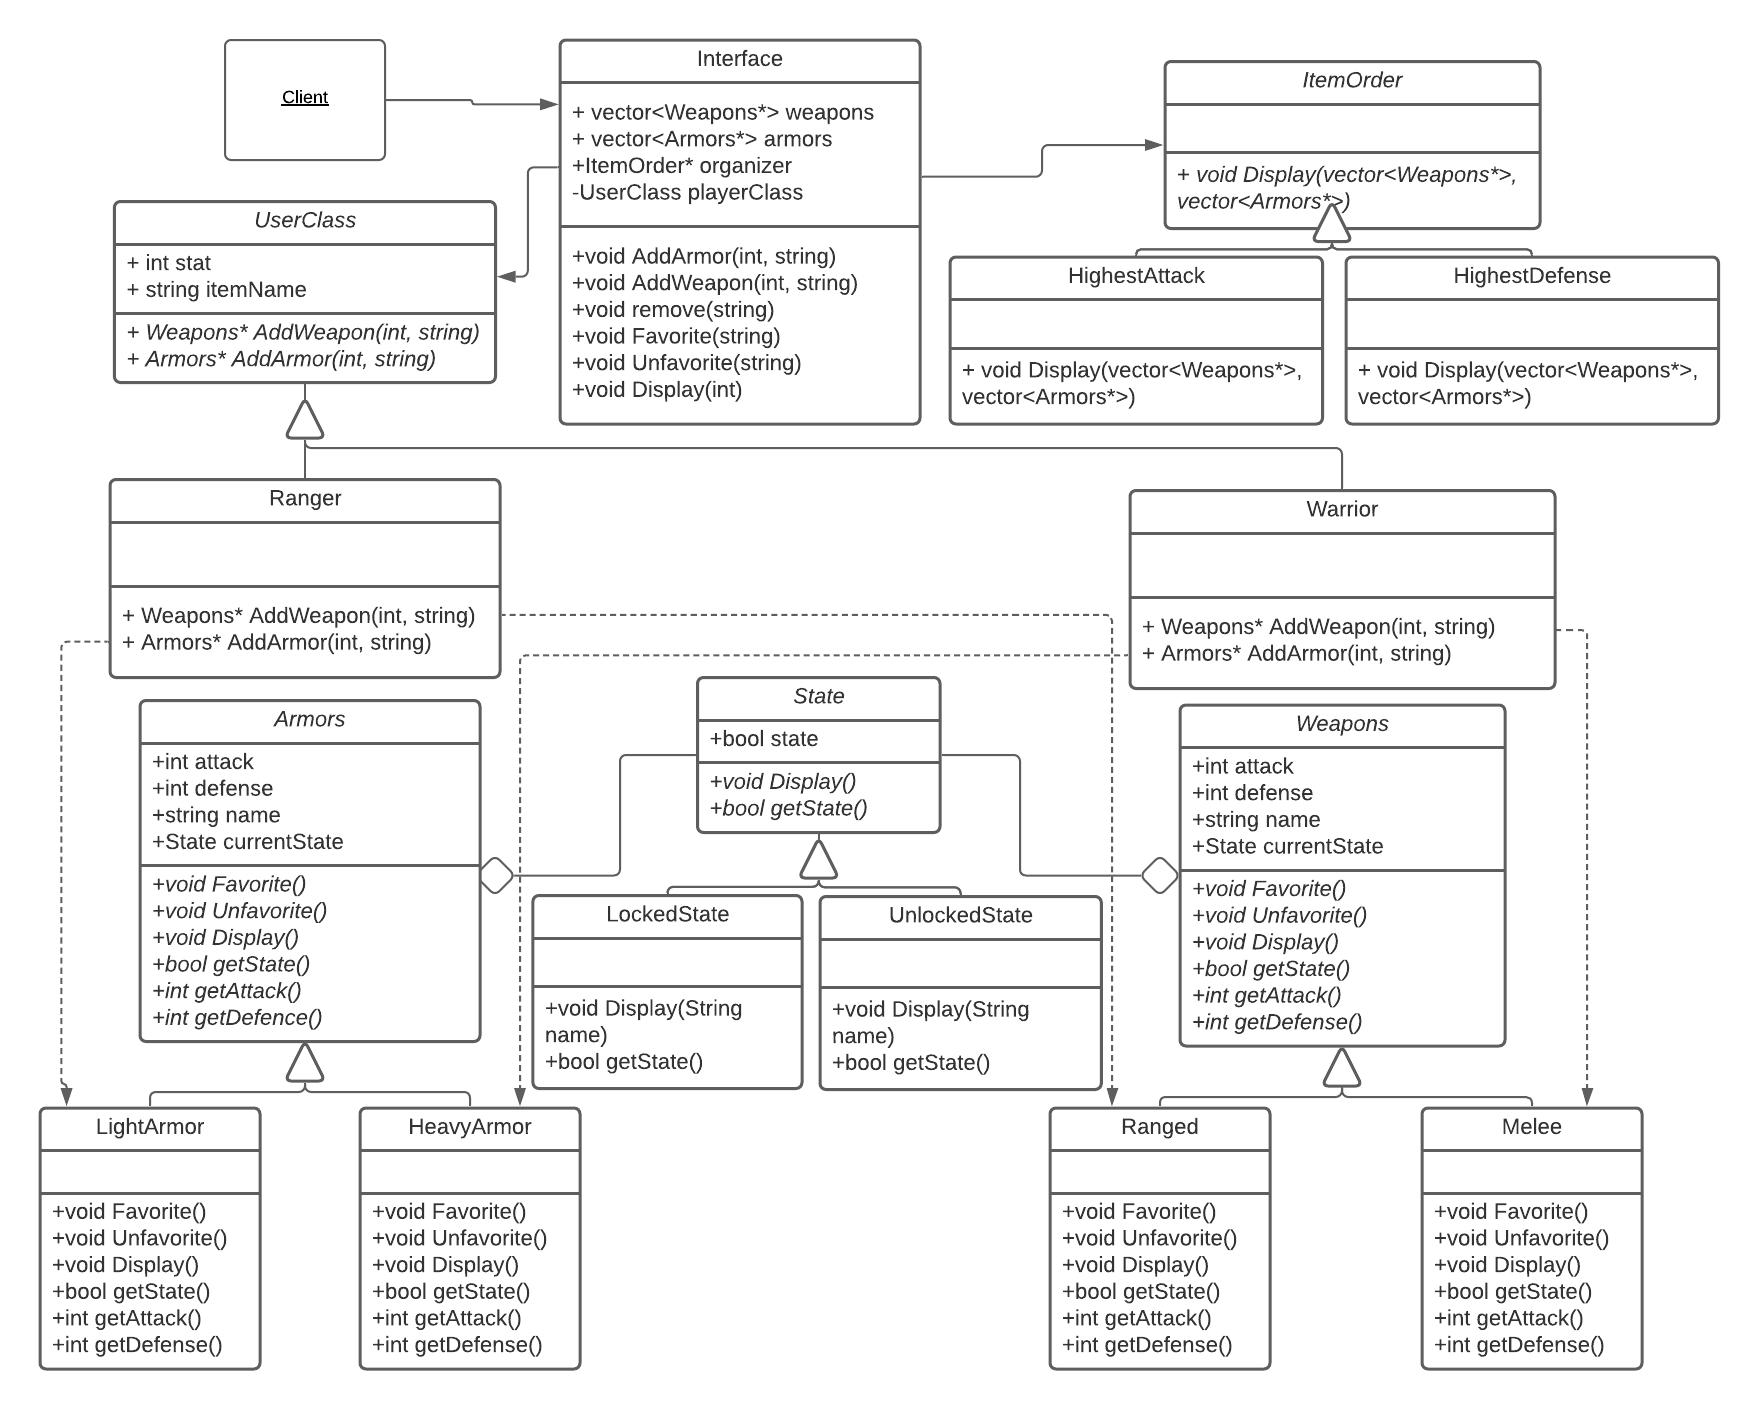 Client
Interface
+ vector<Weapons*> weapons
+ vector<Armors*> armors
+ItemOrder* organizer
-UserClass playerClass
+void AddArmor(int, string)
+void AddWeapon(int, string)
+void remove(string)
+void Favorite(string)
+void Unfavorite(string)
+void Display(int)
ItemOrder
+ void Display(vector<Weapons*>,
vector<Armors*>)
UserClass
+ int stat
+ string itemName
+ Weapons* AddWeapon(int, string)
+ Armors* AddArmor(int, string)
HighestAttack
+ void Display(vector<Weapons*>,
vector<Armors*>)
HighestDefense
+ void Display(vector<Weapons*>,
vector<Armors*>)
Ranger
+ Weapons* AddWeapon(int, string)
+ Armors* AddArmor(int, string)
Warrior
+ Weapons* AddWeapon(int, string)
+ Armors* AddArmor(int, string)
Armors
+int attack
+int defense
+string name
+State currentState
+void Favorite()
+void Unfavorite()
+void Display()
+bool getState()
+int getAttack()
+int getDefence()
State
+bool state
+void Display()
+bool getState()
Weapons
+int attack
+int defense
+string name
+State currentState
+void Favorite()
+void Unfavorite()
+void Display()
+bool getState()
+int getAttack()
+int getDefense()
LockedState
+void Display(String
name)
+bool getState()
UnlockedState
+void Display(String
name)
+bool getState()
LightArmor
+void Favorite()
+void Unfavorite()
+void Display()
+bool getState()
+int getAttack()
+int getDefense()
HeavyArmor
+void Favorite()
+void Unfavorite()
+void Display()
+bool getState()
+int getAttack()
+int getDefense()
Ranged
+void Favorite()
+void Unfavorite()
+void Display()
+bool getState()
+int getAttack()
+int getDefense()
Melee
+void Favorite()
+void Unfavorite()
+void Display()
+bool getState()
+int getAttack()
+int getDefense()